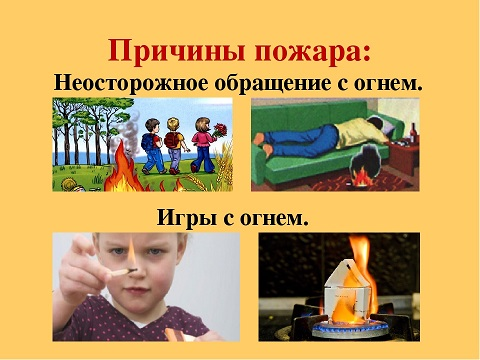 Причины пожара:
Неосторожное обращение с огнем.
Игры с огнем.